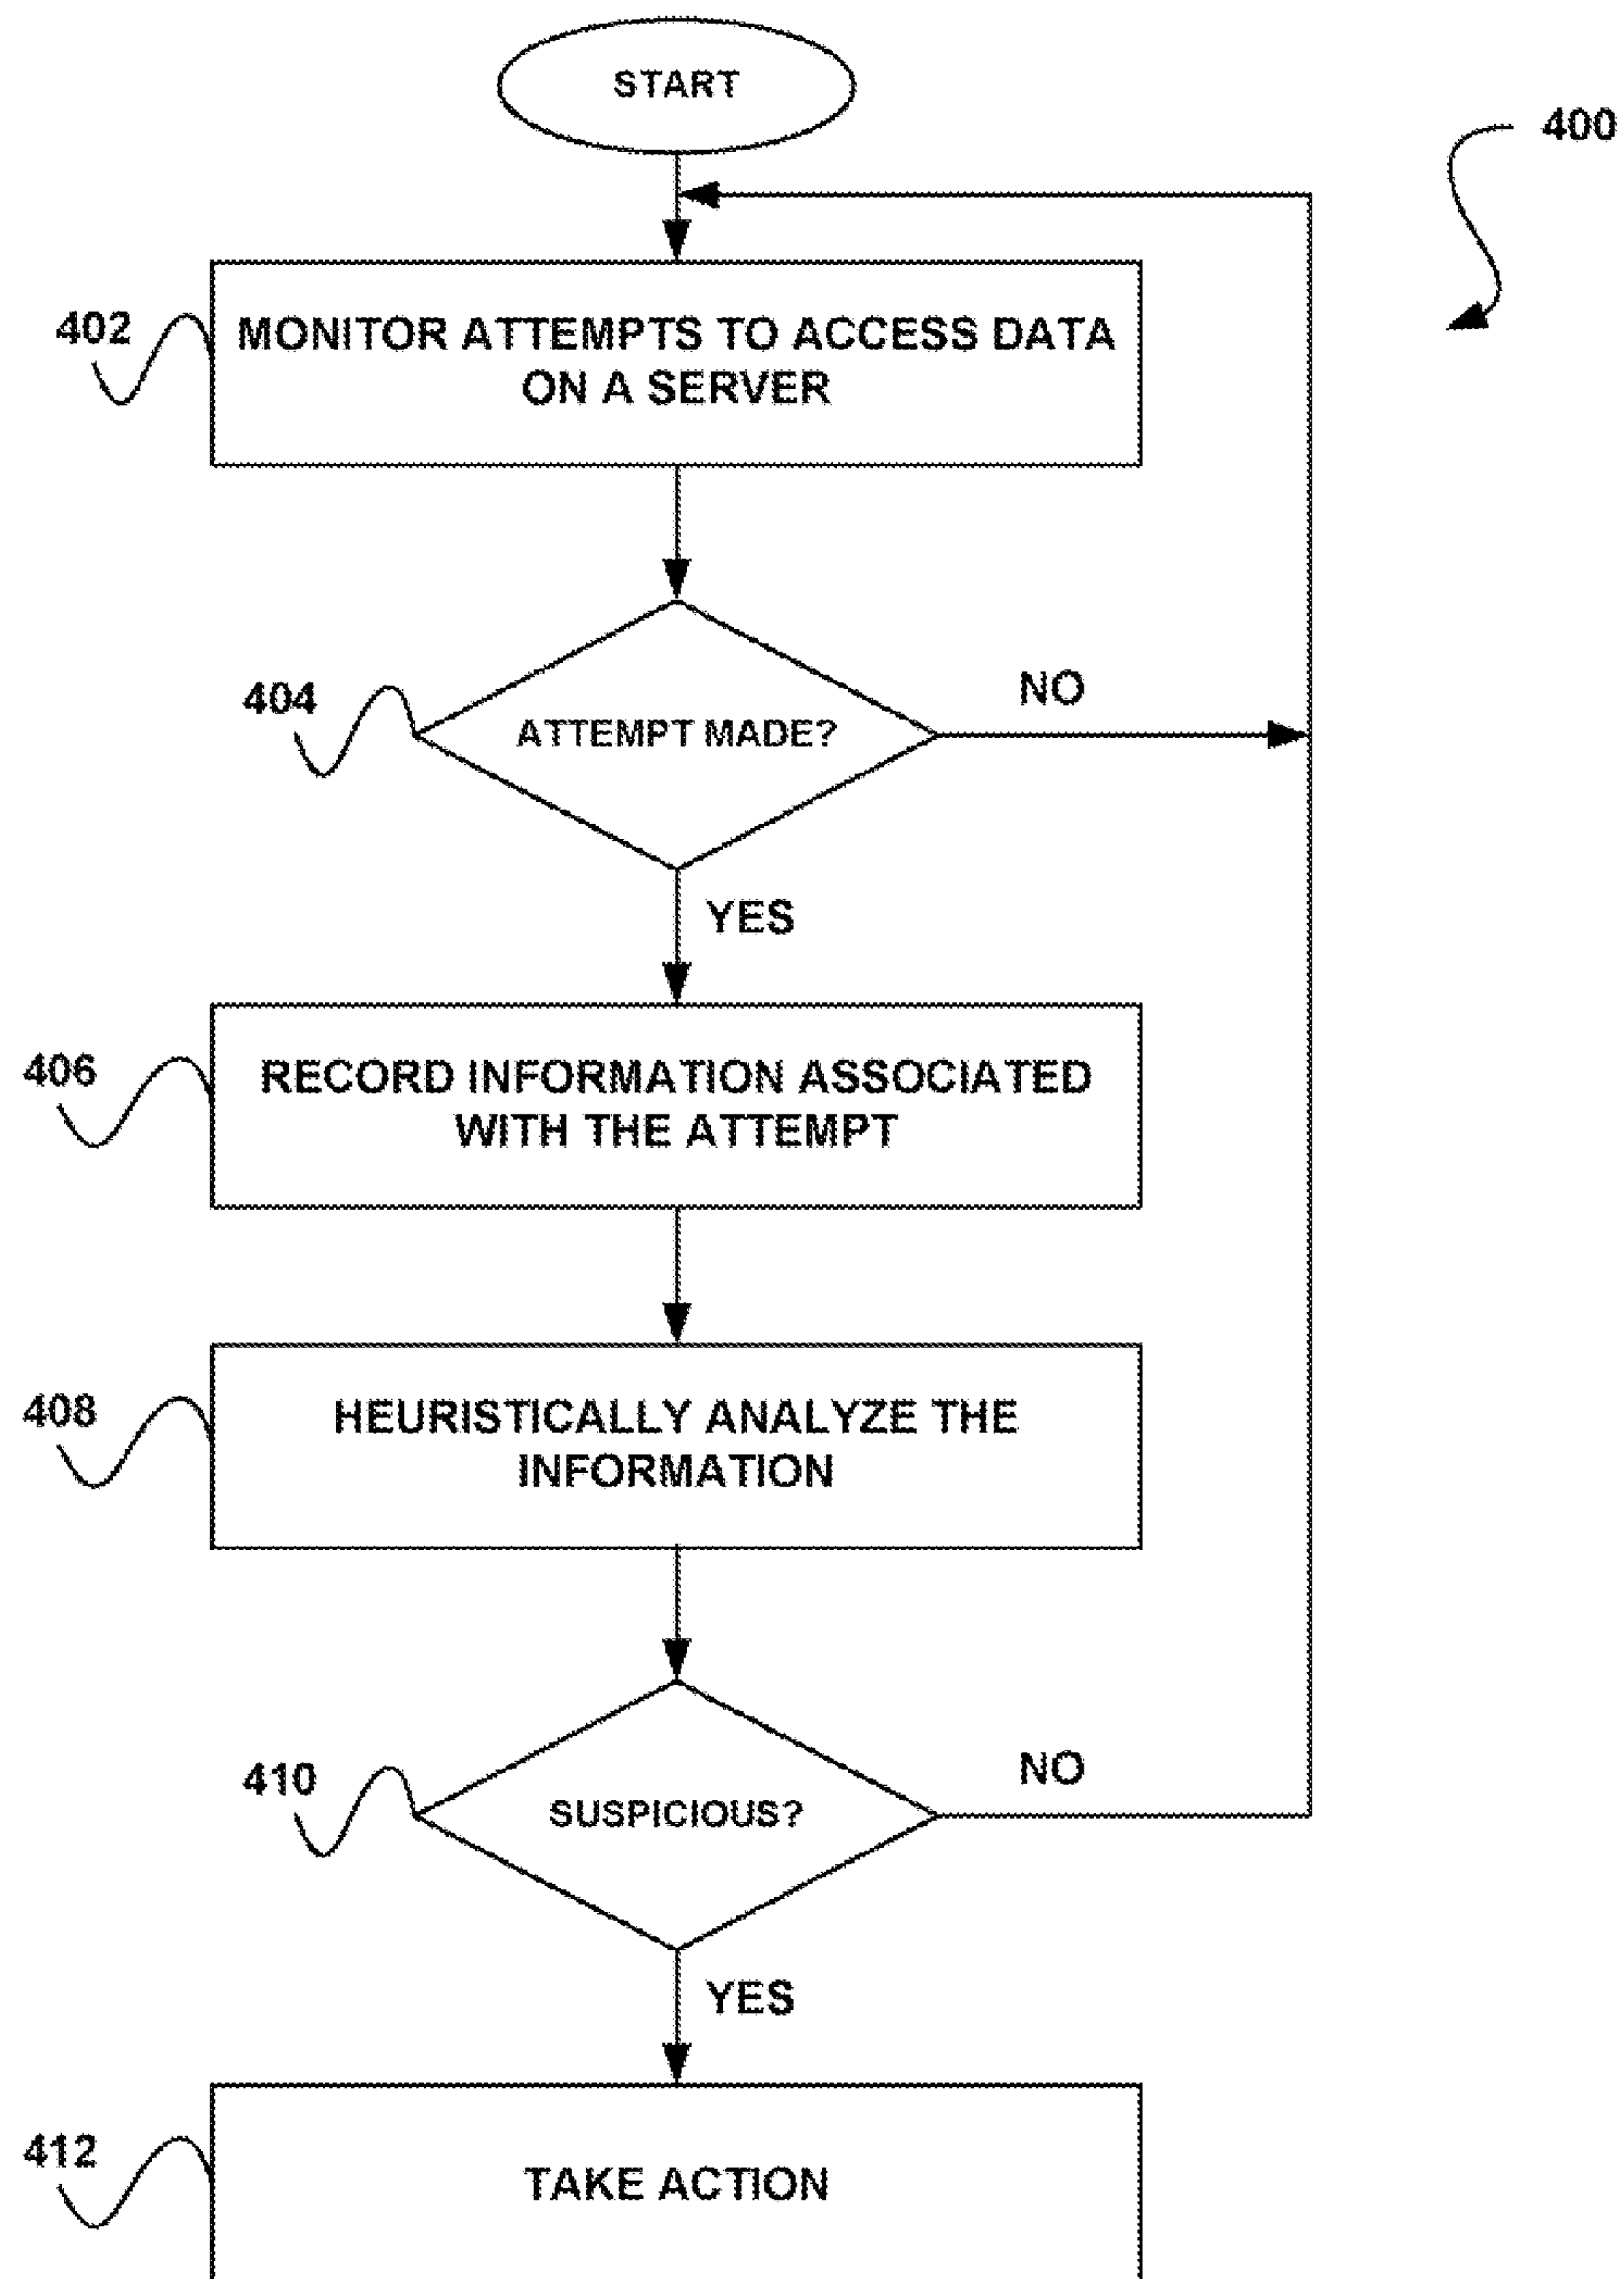 START
400
402
MONITOR ATTEMPTS TO ACCESS DATA
ON A SERVER
404
ATTEMPT MADE?
NO
YES
406
RECORD INFORMATION ASSOCIATED
WITH THE ATTEMPT
408
HEURISTICALLY ANALYZE THE
INFORMATION
410
SUSPICIOUS?
NO
YES
412
TAKE ACTION